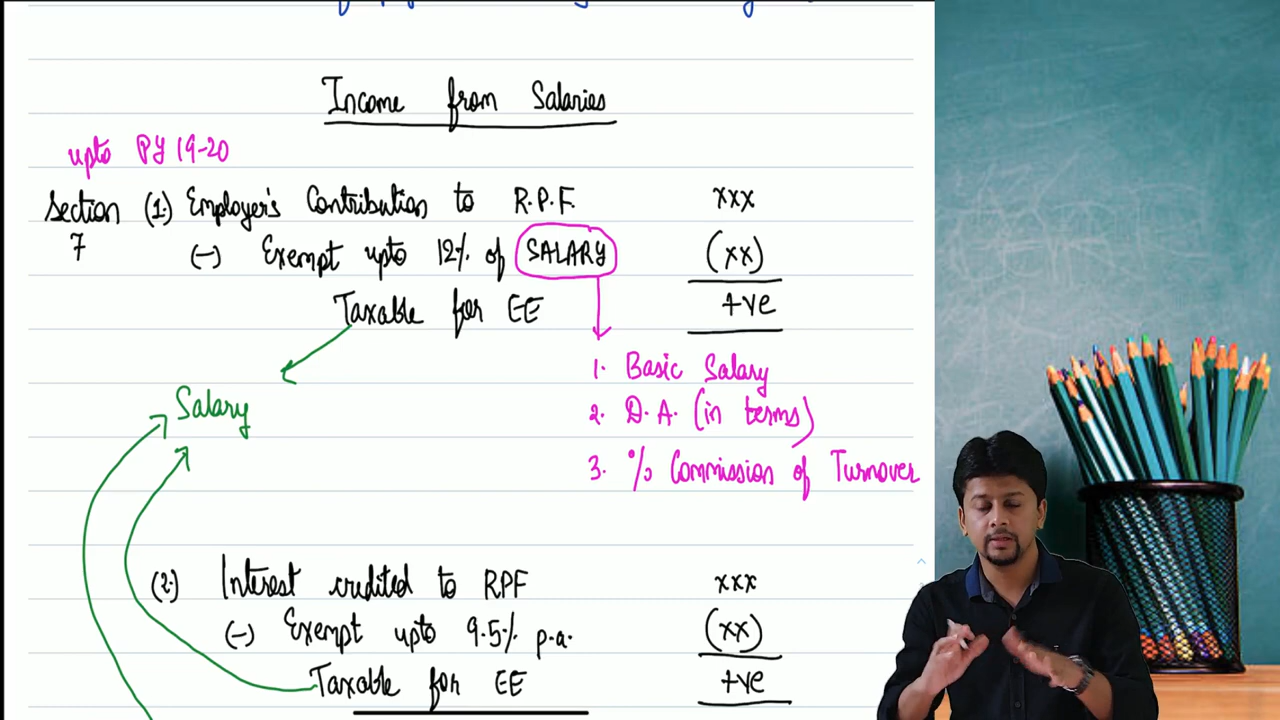 Income from Salaries
upto PY 19-20
Section 7
(1.) Employer's Contribution to R.P.F. xxx
(-) Exempt upto 12% of SALARY (xx)
Taxable for EE +ve
1. Basic Salary
2. D.A. (in terms)
3. % Commission of Turnover
Salary
(2.) Interest credited to RPF xxx
(-) Exempt upto 9.5% p.a. (xx)
Taxable for EE +ve